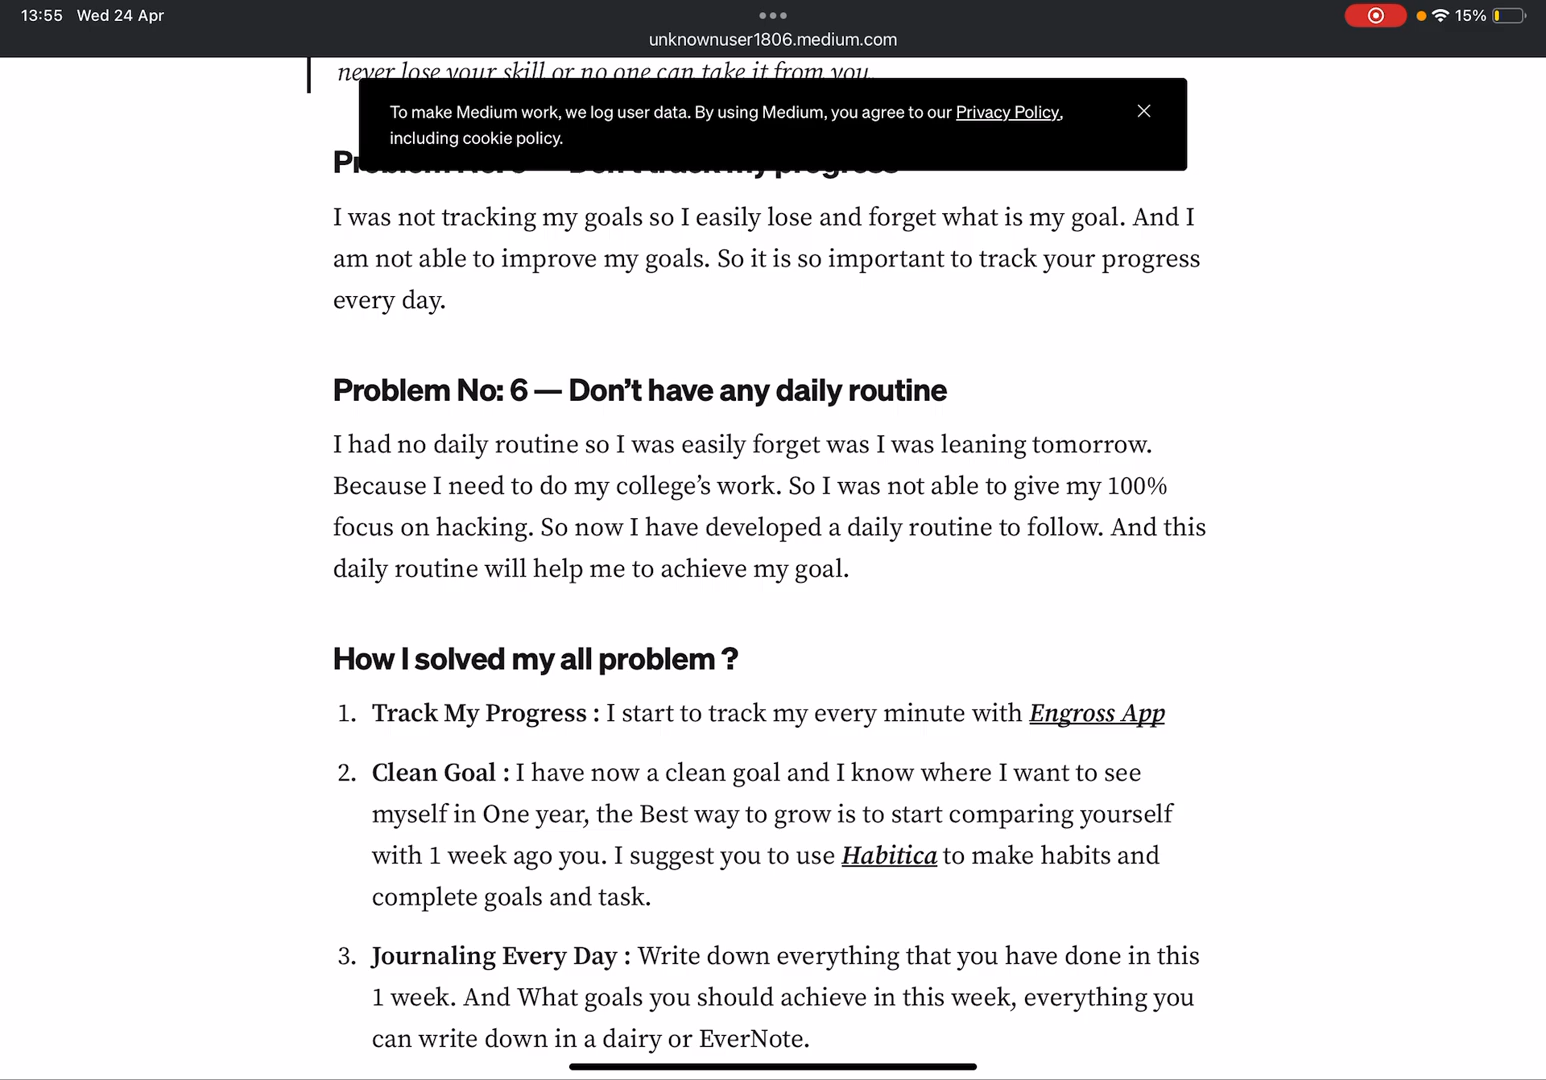 13:55 Wed 24 Apr
15%
unknownuser1806.medium.com
never lose your skill or no one can take it from you.
To make Medium work, we log user data. By using Medium, you agree to our Privacy Policy,
including cookie policy.
Don't track my progress
I was not tracking my goals so I easily lose and forget what is my goal. And I
am not able to improve my goals. So it is so important to track your progress
every day.
Problem No: 6 — Don’t have any daily routine
I had no daily routine so I was easily forget was I was leaning tomorrow.
Because I need to do my college’s work. So I was not able to give my 100%
focus on hacking. So now I have developed a daily routine to follow. And this
daily routine will help me to achieve my goal.
How I solved my all problem ?
1. Track My Progress : I start to track my every minute with Engross App
2. Clean Goal : I have now a clean goal and I know where I want to see
myself in One year, the Best way to grow is to start comparing yourself
with 1 week ago you. I suggest you to use Habitica to make habits and
complete goals and task.
3. Journaling Every Day : Write down everything that you have done in this
1 week. And What goals you should achieve in this week, everything you
can write down in a dairy or EverNote.